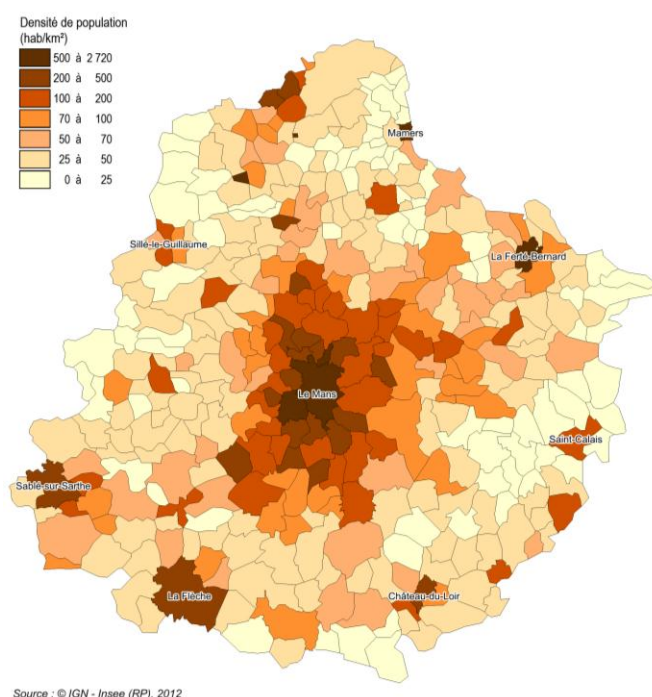 Densité de population
(hab/km²)
500 à 2 720
200 à 500
100 à 200
70 à 100
50 à 70
25 à 50
0 à 25
Mamers
Sillé-le-Guillaume
La Ferté-Bernard
Le Mans
Saint-Calais
Sablé-sur-Sarthe
La Flèche
Château-du-Loir
Source : © IGN - Insee (RP), 2012